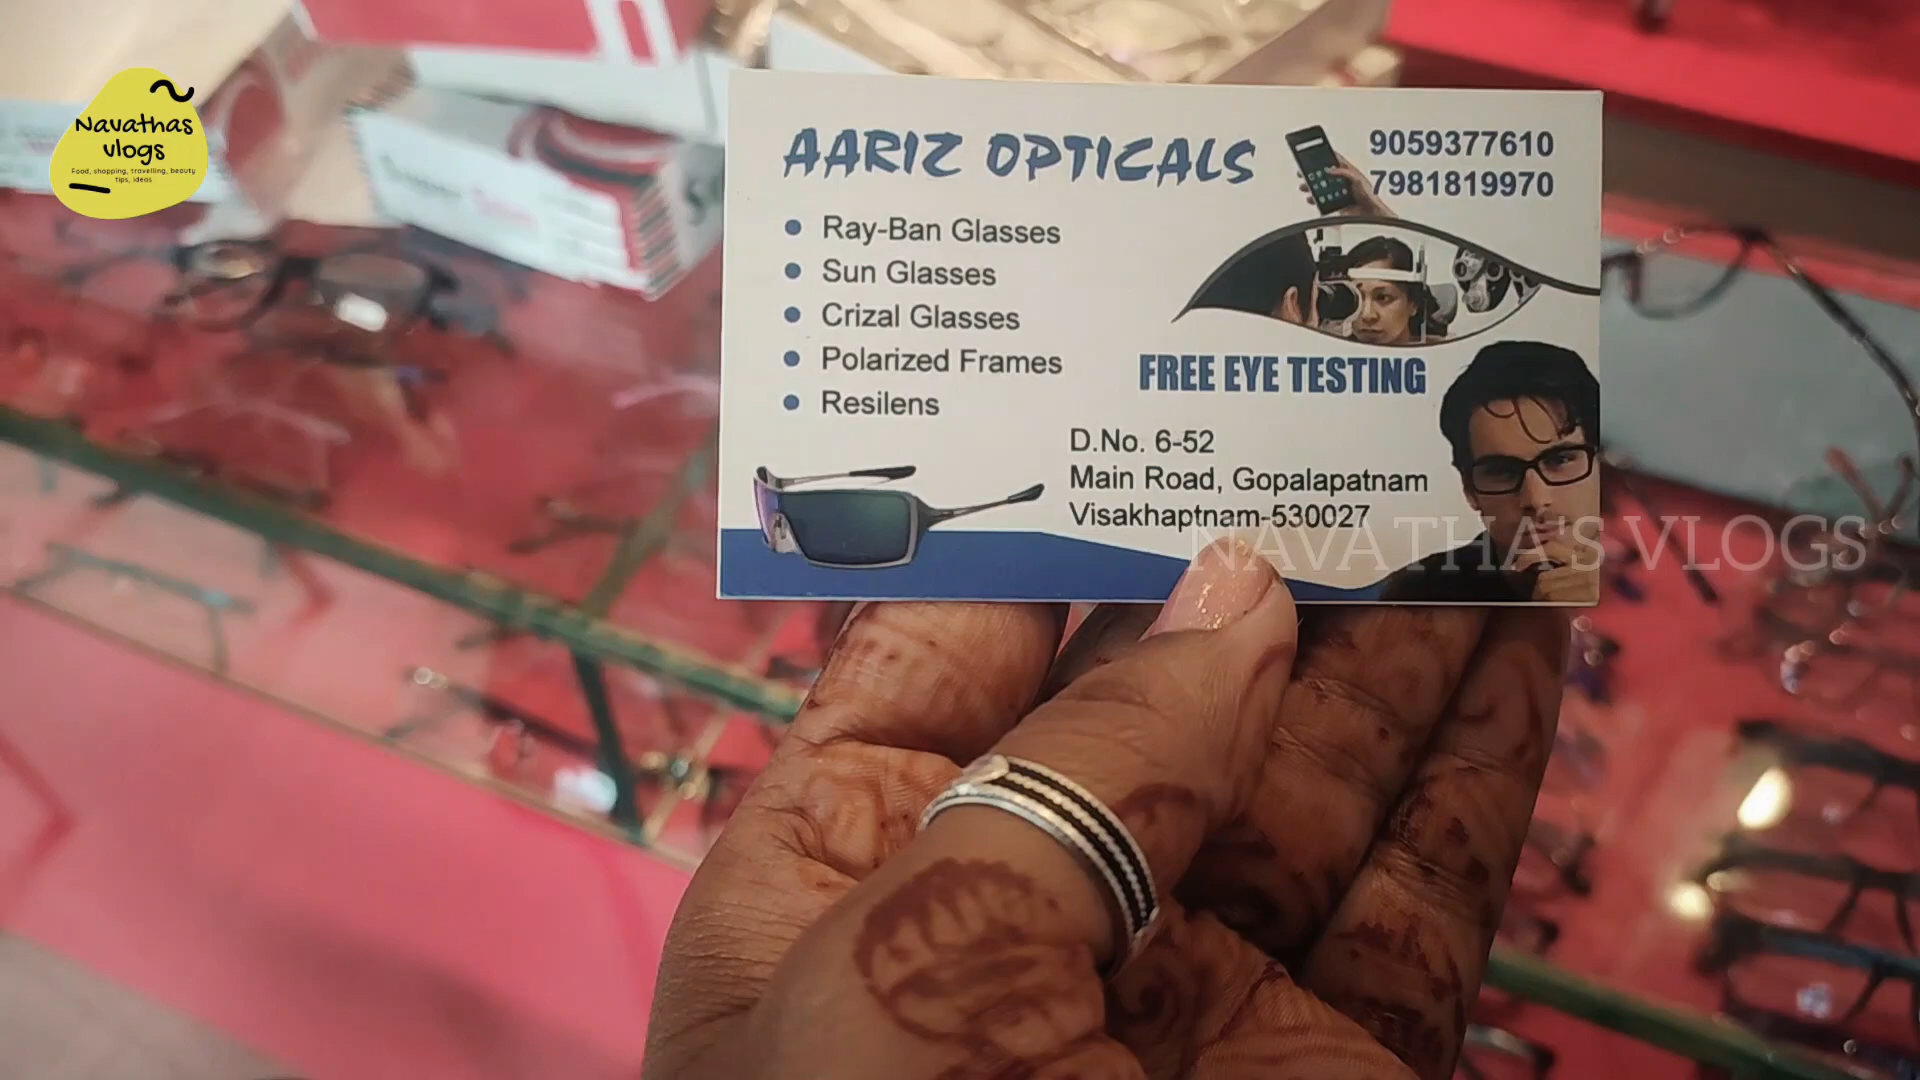 Navathas
vlogs
Food, shopping, travelling, beauty
tips, ideas
AARIZ OPTICALS
9059377610
7981819970
Ray-Ban Glasses
Sun Glasses
Crizal Glasses
Polarized Frames
Resilens
FREE EYE TESTING
D.No. 6-52
Main Road, Gopalapatnam
Visakhaptnam-530027
NAVATHA'S VLOGS